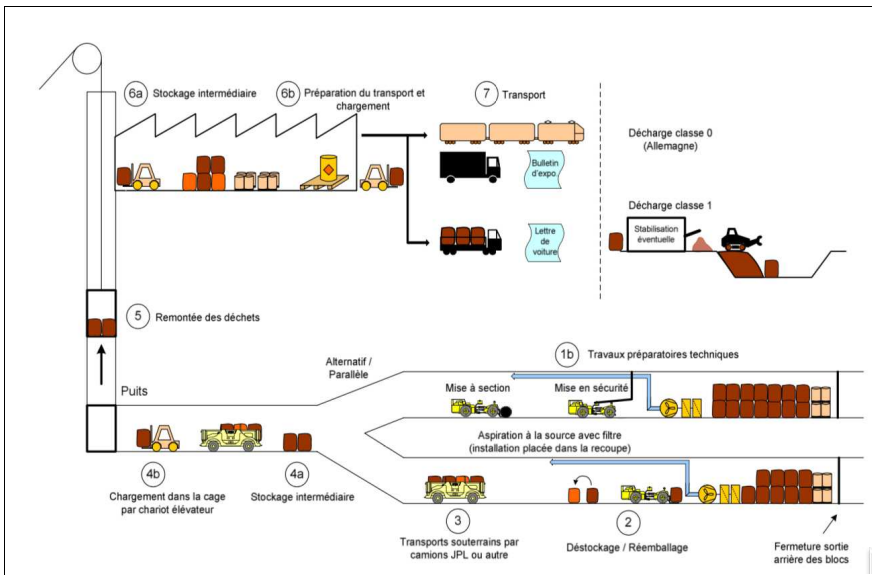 6a
Stockage intermédiaire
6b
Préparation du transport et
chargement
7
Transport
Bulletin
d'expo.
Lettre
de
voiture
Décharge classe 0
(Allemagne)
Décharge classe 1
Stabilisation
éventuelle
5
Remontée des déchets
Puits
Alternatif /
Parallèle
1b
Travaux préparatoires techniques
Mise à section
Mise en sécurité
Aspiration à la source avec filtre
(installation placée dans la recoupe)
4b
Chargement dans la cage
par chariot élévateur
4a
Stockage intermédiaire
3
Transports souterrains par
camions JPL ou autre
2
Déstockage / Réemballage
Fermeture sortie
arrière des blocs